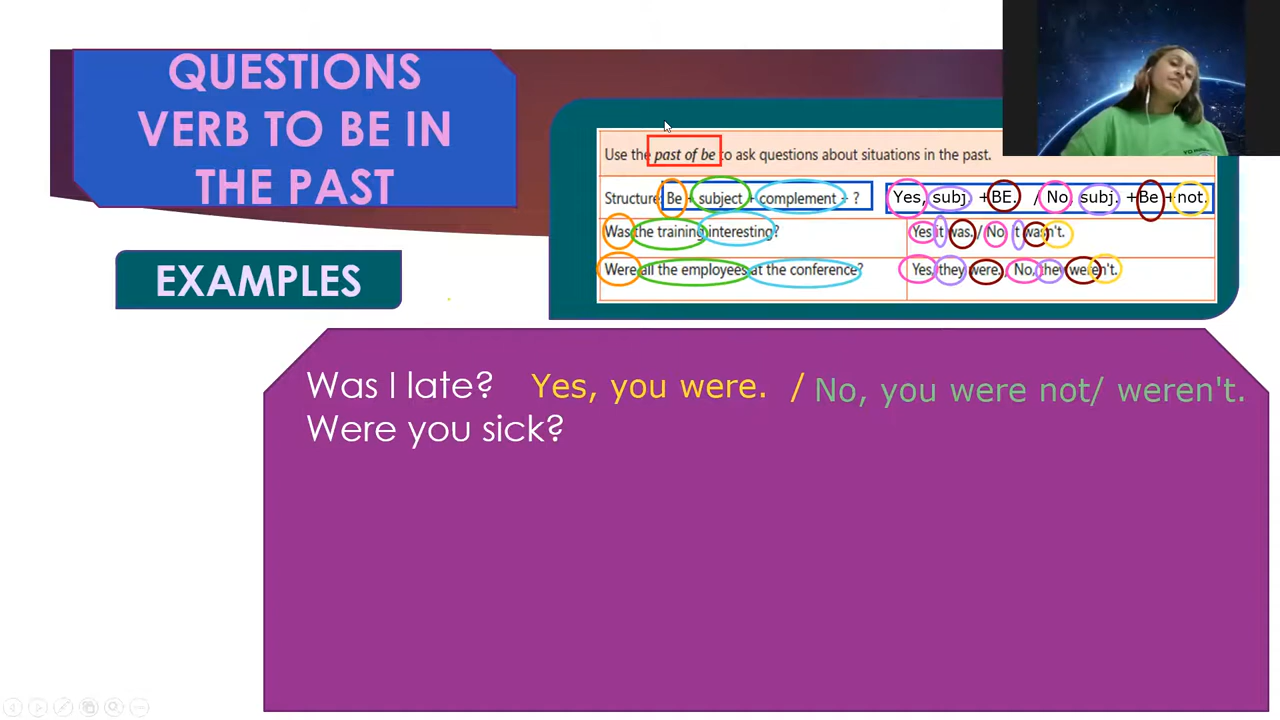 QUESTIONS
VERB TO BE IN
THE PAST
EXAMPLES
Use the past of be to ask questions about situations in the past.
Structure: Be + subject + complement + ? Yes, subj. +BE. / No, subj. +Be +not.
Was the training interesting? Yes it was. / No, it wasn't.
Were all the employees at the conference? Yes, they were. / No, they weren't.
Was I late? Yes, you were. / No, you were not/ weren't.
Were you sick?